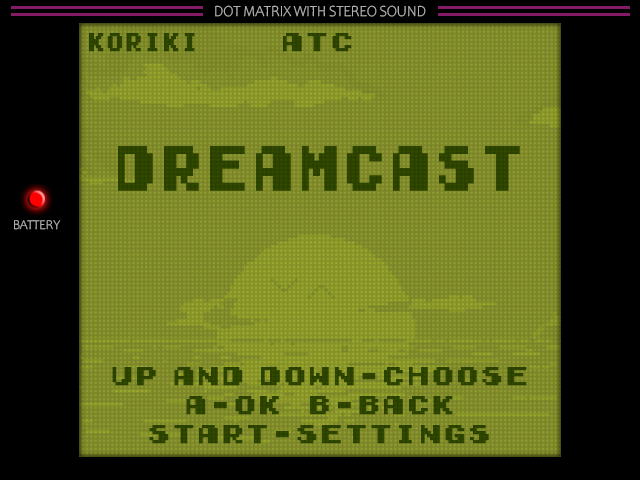 DOT MATRIX WITH STEREO SOUND
KORIKI ATC
DREAMCAST
BATTERY
UP AND DOWN-CHOOSE
A-OK B-BACK
START-SETTINGS